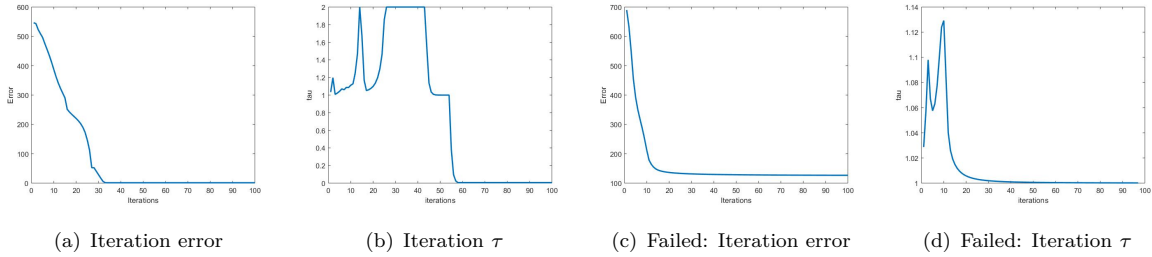 600
500
400
300
200
100
0
Error
0 10 20 30 40 50 60 70 80 90 100
Iterations
(a) Iteration error
2
1.8
1.6
1.4
1.2
1
0.8
0.6
0.4
0.2
0
tau
0 10 20 30 40 50 60 70 80 90 100
iterations
(b) Iteration τ
700
600
500
400
300
200
100
Error
0 10 20 30 40 50 60 70 80 90 100
iterations
(c) Failed: Iteration error
1.14
1.12
1.1
1.08
1.06
1.04
1.02
1
tau
0 10 20 30 40 50 60 70 80 90 100
iterations
(d) Failed: Iteration τ